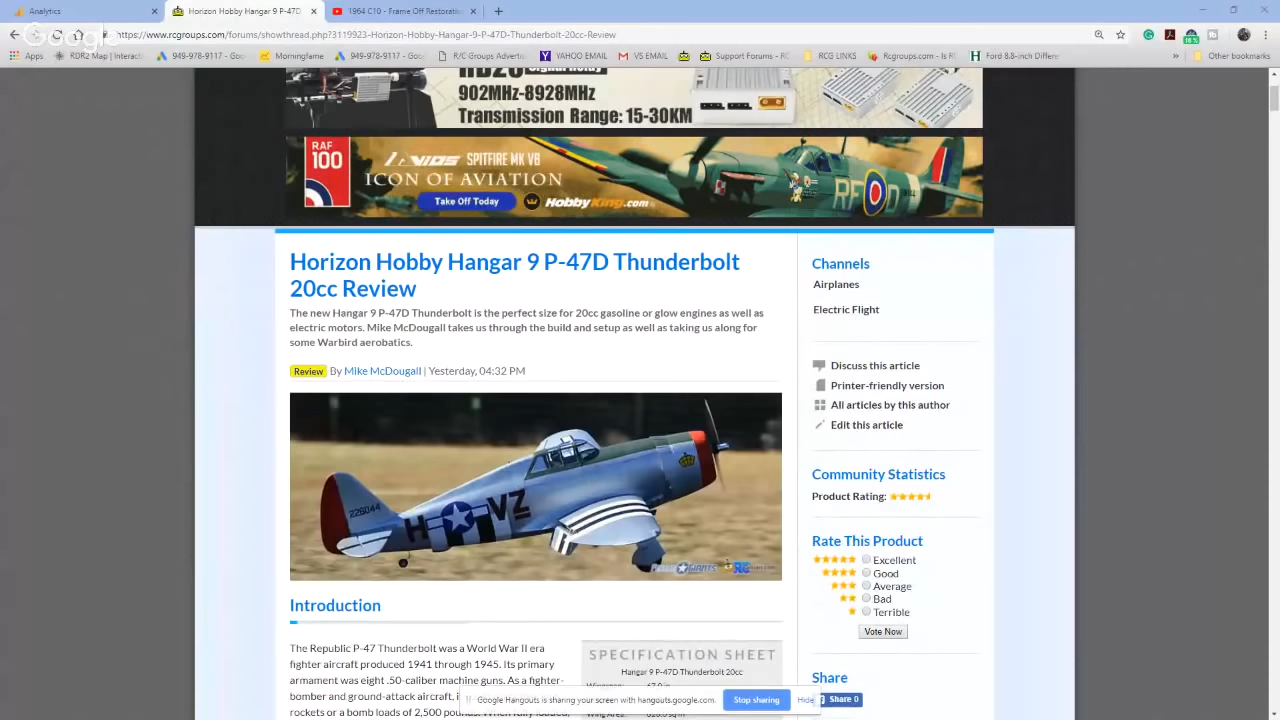 Analytics
Horizon Hobby Hangar 9 P-47D
1964 C10 - Frame Off Restoratio
https://www.rcgroups.com/forums/showthread.php?3119923-Horizon-Hobby-Hangar-9-P-47D-Thunderbolt-20cc-Review
Google
Apps
RDR2 Map | Interact
949-978-9117 - Goo
Morningfame
949-978-9117 - Goo
R/C Groups Advertis
YAHOO EMAIL
VS EMAIL
Support Forums - RC
RCG LINKS
Rcgroups.com - Is RC
Ford 8.8-inch Differe
»
Other bookmarks
902MHz-8928MHz
Transmission Range: 15-30KM
RAF
100
SPITFIRE MK VB
ICON OF AVIATION
Take Off Today
HobbyKing.com
RF D
Horizon Hobby Hangar 9 P-47D Thunderbolt
20cc Review
The new Hangar 9 P-47D Thunderbolt is the perfect size for 20cc gasoline or glow engines as well as
electric motors. Mike McDougall takes us through the build and setup as well as taking us along for
some Warbird aerobatics.
Review By Mike McDougall | Yesterday, 04:32 PM
226044
H VZ
Introduction
The Republic P-47 Thunderbolt was a World War II era
fighter aircraft produced 1941 through 1945. Its primary
armament was eight .50-caliber machine guns. As a fighter-
bomber and ground-attack aircraft, i
rockets or a bomb loads of 2,500 pounds. When fully loaded,
SPECIFICATION SHEET
Hangar 9 P-47D Thunderbolt 20cc
Google Hangouts is sharing your screen with hangouts.google.com.
Stop sharing
Hide
Channels
Airplanes
Electric Flight
Discuss this article
Printer-friendly version
All articles by this author
Edit this article
Community Statistics
Product Rating:
Rate This Product
Excellent
Good
Average
Bad
Terrible
Vote Now
Share
Share 0